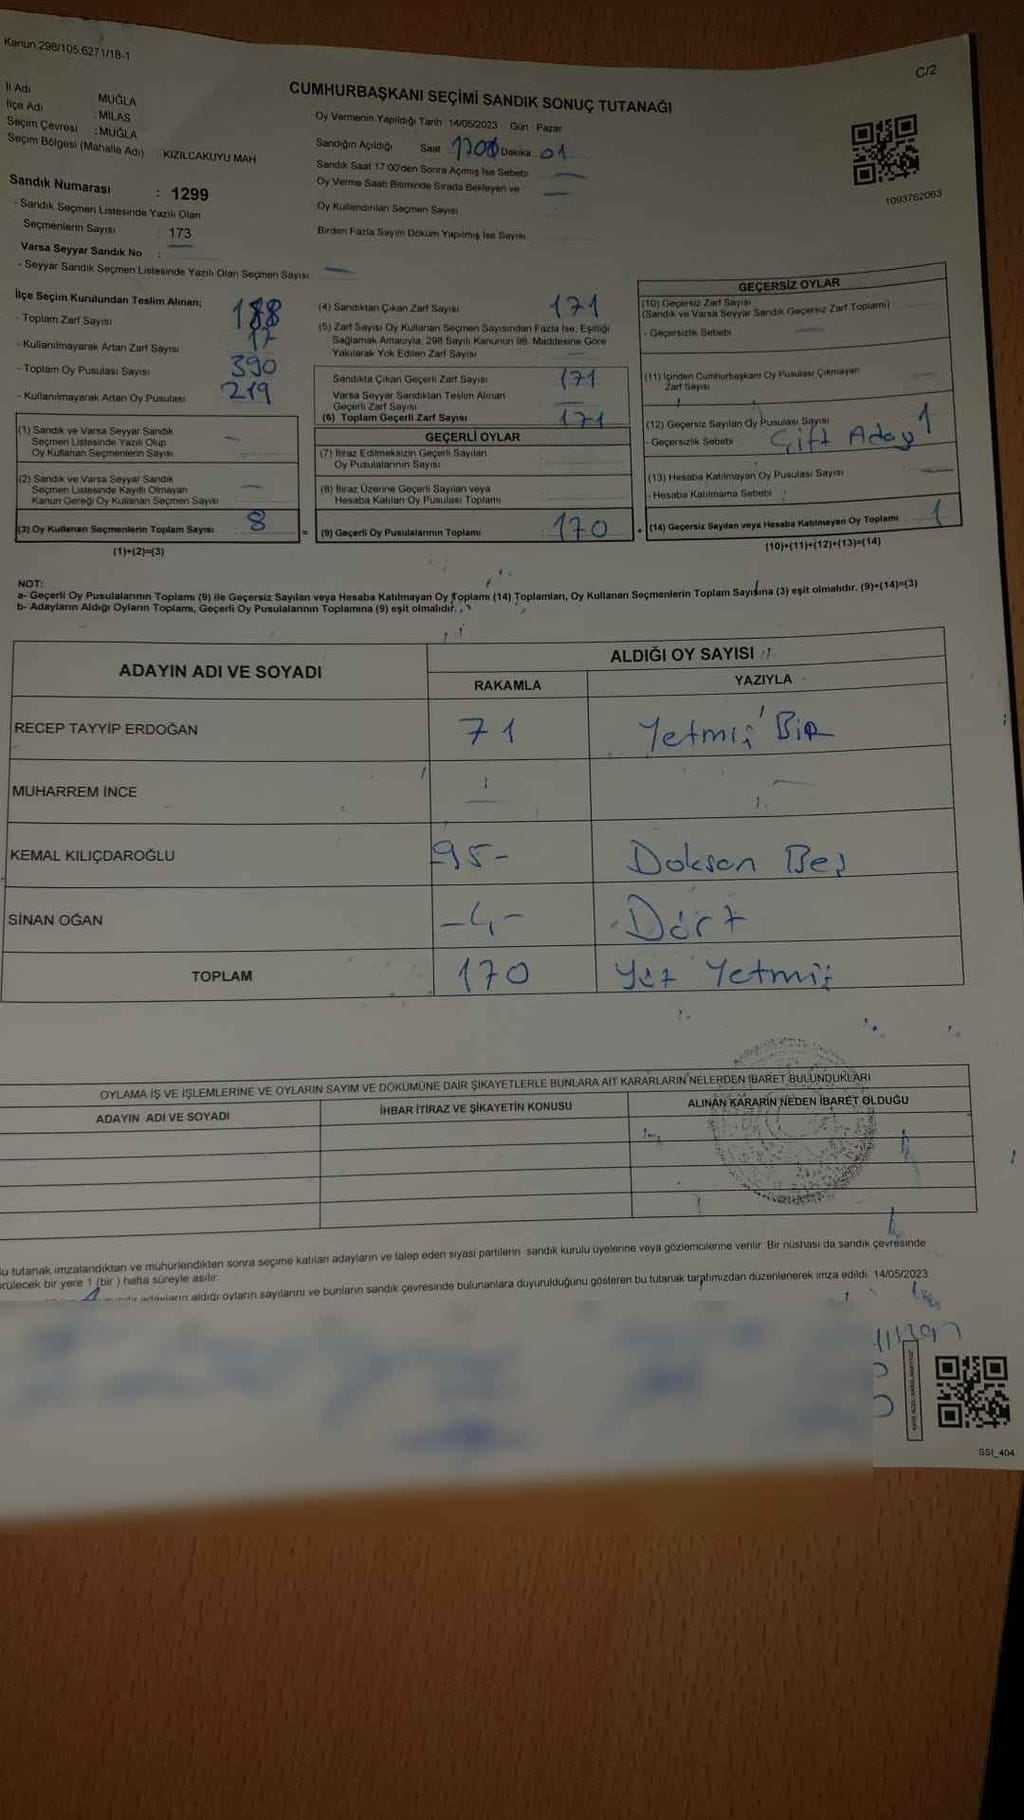 Kanun:298/105.6271/18-1
C/2
CUMHURBAŞKANI SEÇİMİ SANDIK SONUÇ TUTANAĞI
İl Adı : MUĞLA
İlçe Adı : MİLAS
Seçim Çevresi : MUĞLA
Seçim Bölgesi (Mahalle Adı) : KIZILCAKUYU MAH.
Oy Vermenin Yapıldığı Tarih 14/05/2023 Gün : Pazar
Sandığın Açıldığı Saat 1700 Dakika 01
Sandık Saat 17.00'den Sonra Açımış İse Sebebi
Oy Verme Saati Bitiminde Sırada Bekleyen ve
Oy Kullandırılan Seçmen Sayısı
Birden Fazla Sayım Döküm Yapılmış İse Sayısı
1093762063
Sandık Numarası : 1299
- Sandık Seçmen Listesinde Yazılı Olan
Seçmenlerin Sayısı : 173
Varsa Seyyar Sandık No : —
- Seyyar Sandık Seçmen Listesinde Yazılı Olan Seçmen Sayısı —
İlçe Seçim Kurulundan Teslim Alınan;
- Toplam Zarf Sayısı 188
- Kullanılmayarak Artan Zarf Sayısı 17
- Toplam Oy Pusulası Sayısı 390
- Kullanılmayarak Artan Oy Pusulası 219
(1) Sandık ve Varsa Seyyar Sandık
Seçmen Listesinde Yazılı Olup
Oy Kullanan Seçmenlerin Sayısı —
(2) Sandık ve Varsa Seyyar Sandık
Seçmen Listesinde Kayıtlı Olmayan
Kanun Gereği Oy Kullanan Seçmen Sayısı —
(3) Oy Kullanan Seçmenlerin Toplam Sayısı 8 =
(1)+(2)=(3)
(4) Sandıktan Çıkan Zarf Sayısı 171
(5) Zarf Sayısı Oy Kullanan Seçmen Sayısından Fazla İse, Eşitliği
Sağlamak Amacıyla, 298 Sayılı Kanunun 98. Maddesine Göre
Yakılarak Yok Edilen Zarf Sayısı
Sandıkta Çıkan Geçerli Zarf Sayısı 171
Varsa Seyyar Sandıktan Teslim Alınan
Geçerli Zarf Sayısı
(6) Toplam Geçerli Zarf Sayısı 171
GEÇERLİ OYLAR
(7) İtiraz Edilmeksizin Geçerli Sayılan
Oy Pusulalarının Sayısı
(8) İtiraz Üzerine Geçerli Sayılan veya
Hesaba Katılan Oy Pusulası Toplamı
(9) Geçerli Oy Pusulalarının Toplamı 170 +
GEÇERSİZ OYLAR
(10) Geçersiz Zarf Sayısı
(Sandık ve Varsa Seyyar Sandık Geçersiz Zarf Toplamı)
- Geçersizlik Sebebi
(11) İçinden Cumhurbaşkanı Oy Pusulası Çıkmayan
Zarf Sayısı
(12) Geçersiz Sayılan Oy Pusulası Sayısı 1
- Geçersizlik Sebebi Çift Aday
(13) Hesaba Katılmayan Oy Pusulası Sayısı
- Hesaba Katılmama Sebebi :
(14) Geçersiz Sayılan veya Hesaba Katılmayan Oy Toplamı 1
(10)+(11)+(12)+(13)=(14)
NOT:
a- Geçerli Oy Pusulalarının Toplamı (9) ile Geçersiz Sayılan veya Hesaba Katılmayan Oy Toplamı (14) Toplamları, Oy Kullanan Seçmenlerin Toplam Sayısına (3) eşit olmalıdır. (9)+(14)=(3)
b- Adayların Aldığı Oyların Toplamı, Geçerli Oy Pusulalarının Toplamına (9) eşit olmalıdır.
ADAYIN ADI VE SOYADI
ALDIĞI OY SAYISI
RAKAMLA YAZIYLA
RECEP TAYYİP ERDOĞAN 71 Yetmiş Bir
MUHARREM İNCE — —
KEMAL KILIÇDAROĞLU 95- Doksan Beş
SİNAN OĞAN -4- Dört
TOPLAM 170 Yüz Yetmiş
OYLAMA İŞ VE İŞLEMLERİNE VE OYLARIN SAYIM VE DÖKÜMÜNE DAİR ŞİKAYETLERLE BUNLARA AİT KARARLARIN NELERDEN İBARET BULUNDUKLARI
ADAYIN ADI VE SOYADI İHBAR İTİRAZ VE ŞİKAYETİN KONUSU ALINAN KARARIN NEDEN İBARET OLDUĞU
tutanak imzalandıktan ve mühürlendikten sonra seçime katılan adayların ve talep eden siyasi partilerin sandık kurulu üyelerine veya gözlemcilerine verilir. Bir nüshası da sandık çevresinde
bir yere 1 (bir) hafta süreyle asılır.
adayların aldığı oyların sayılarını ve bunların sandık çevresinde bulunanlara duyurulduğunu gösteren bu tutanak tarafımızdan düzenlenerek imza edildi. 14/05/2023
SSI_404